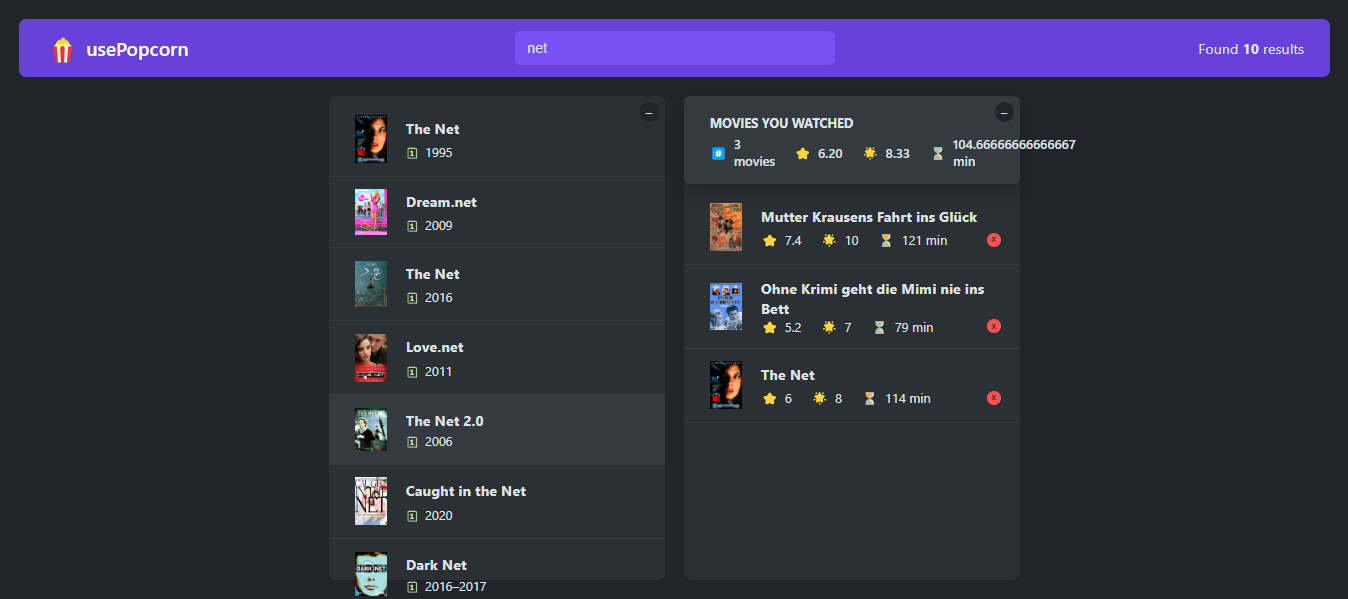 usePopcorn
net
Found 10 results
–
The Net
1995
Dream.net
2009
The Net
2016
Love.net
2011
The Net 2.0
2006
Caught in the Net
2020
DARK NET
Dark Net
2016–2017
–
MOVIES YOU WATCHED
# 3 movies 6.20 8.33 104.66666666666667 min
Mutter Krausens Fahrt ins Glück
7.4 10 121 min X
Ohne Krimi geht die Mimi nie ins
Bett
5.2 7 79 min X
The Net
6 8 114 min X